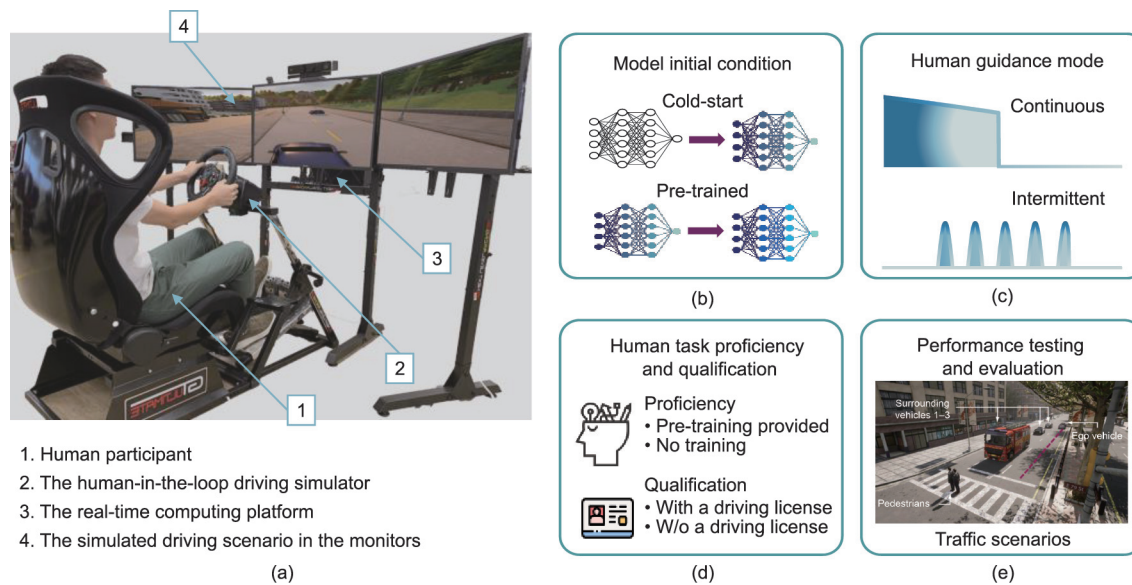 4
3
2
1
1. Human participant
2. The human-in-the-loop driving simulator
3. The real-time computing platform
4. The simulated driving scenario in the monitors
(a)
Model initial condition
Cold-start
Pre-trained
(b)
Human guidance mode
Continuous
Intermittent
(c)
Human task proficiency
and qualification
Proficiency
• Pre-training provided
• No training
Qualification
• With a driving license
• W/o a driving license
(d)
Performance testing
and evaluation
Surrounding
vehicles 1–3
Ego vehicle
Pedestrians
Traffic scenarios
(e)